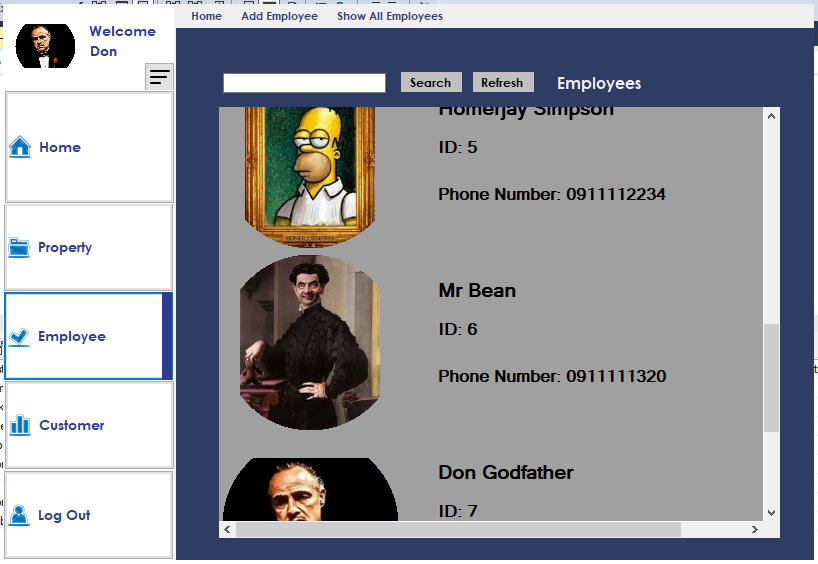 Home Add Employee Show All Employees
Welcome
Don
Search Refresh Employees
Home
Property
Employee
Customer
Log Out
Homerjay Simpson
ID: 5
Phone Number: 0911112234
Mr Bean
ID: 6
Phone Number: 0911111320
Don Godfather
ID: 7